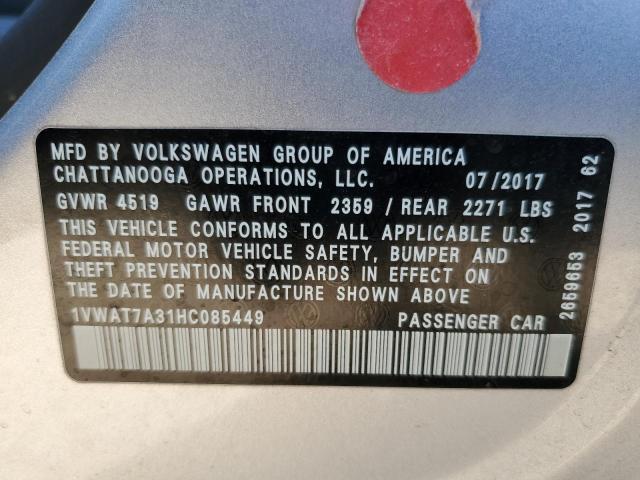 MFD BY VOLKSWAGEN GROUP OF AMERICA
CHATTANOOGA OPERATIONS, LLC. 07/2017
GVWR 4519 GAWR FRONT 2359 / REAR 2271 LBS
THIS VEHICLE CONFORMS TO ALL APPLICABLE U.S.
FEDERAL MOTOR VEHICLE SAFETY, BUMPER AND
THEFT PREVENTION STANDARDS IN EFFECT ON
THE DATE OF MANUFACTURE SHOWN ABOVE
1VWAT7A31HC085449 PASSENGER CAR
2659653 2017 62